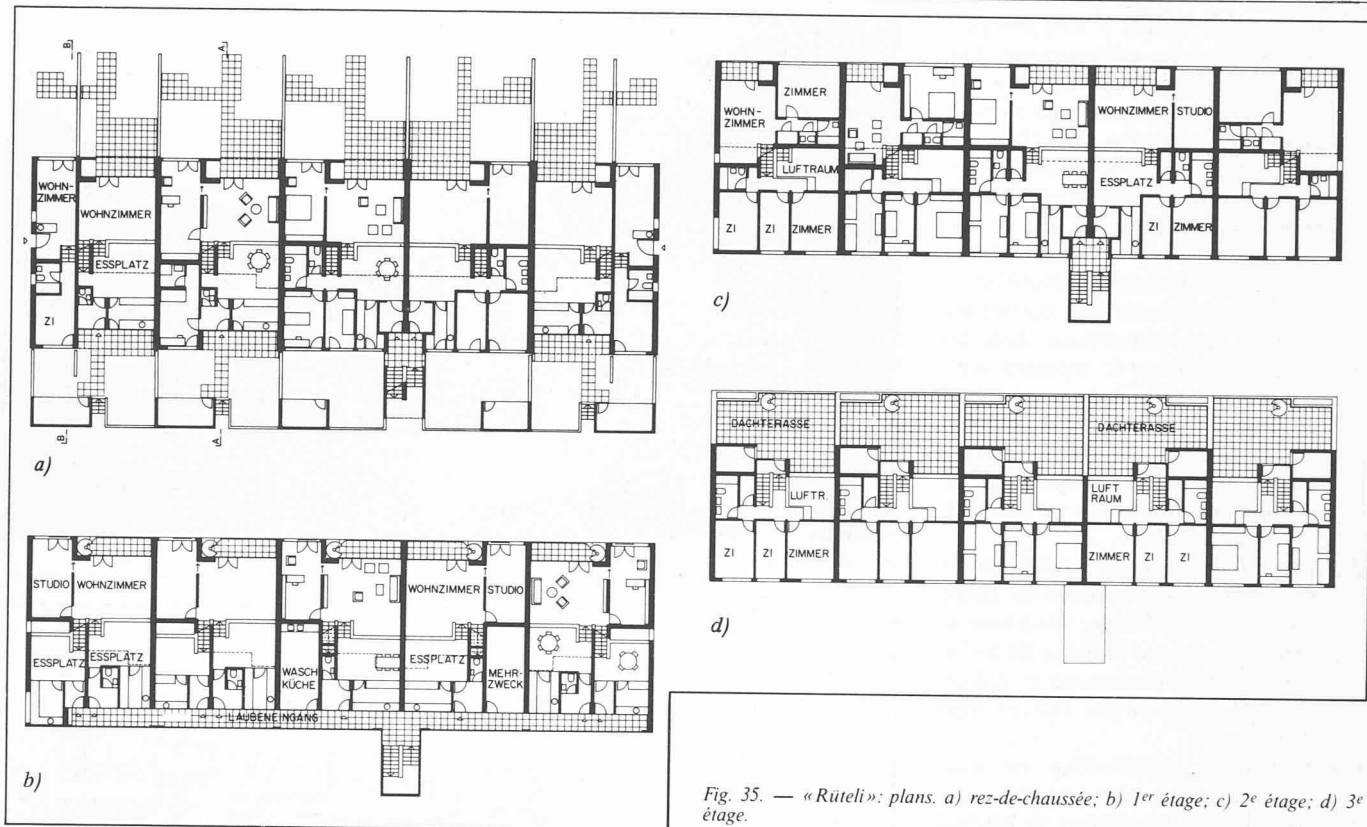 B
A
WOHN-
ZIMMER
WOHNZIMMER
ESSPLATZ
ZI
B
A
a)
STUDIO
WOHNZIMMER
WOHNZIMMER
STUDIO
ESSPLATZ
ESSPLATZ
WASCH
KÜCHE
ESSPLATZ
MEHR-
ZWECK
LAUBENEINGANG
b)
WOHN-
ZIMMER
ZIMMER
WOHNZIMMER
STUDIO
LUFTRAUM
ESSPLATZ
ZI
ZI
ZIMMER
ZI
ZIMMER
c)
DACHTERASSE
DACHTERASSE
LUFTR.
LUFT
RAUM
ZI
ZI
ZIMMER
ZIMMER
ZI
ZI
d)
Fig. 35. — «Rüteli»: plans. a) rez-de-chaussée; b) 1er étage; c) 2e étage; d) 3e
étage.